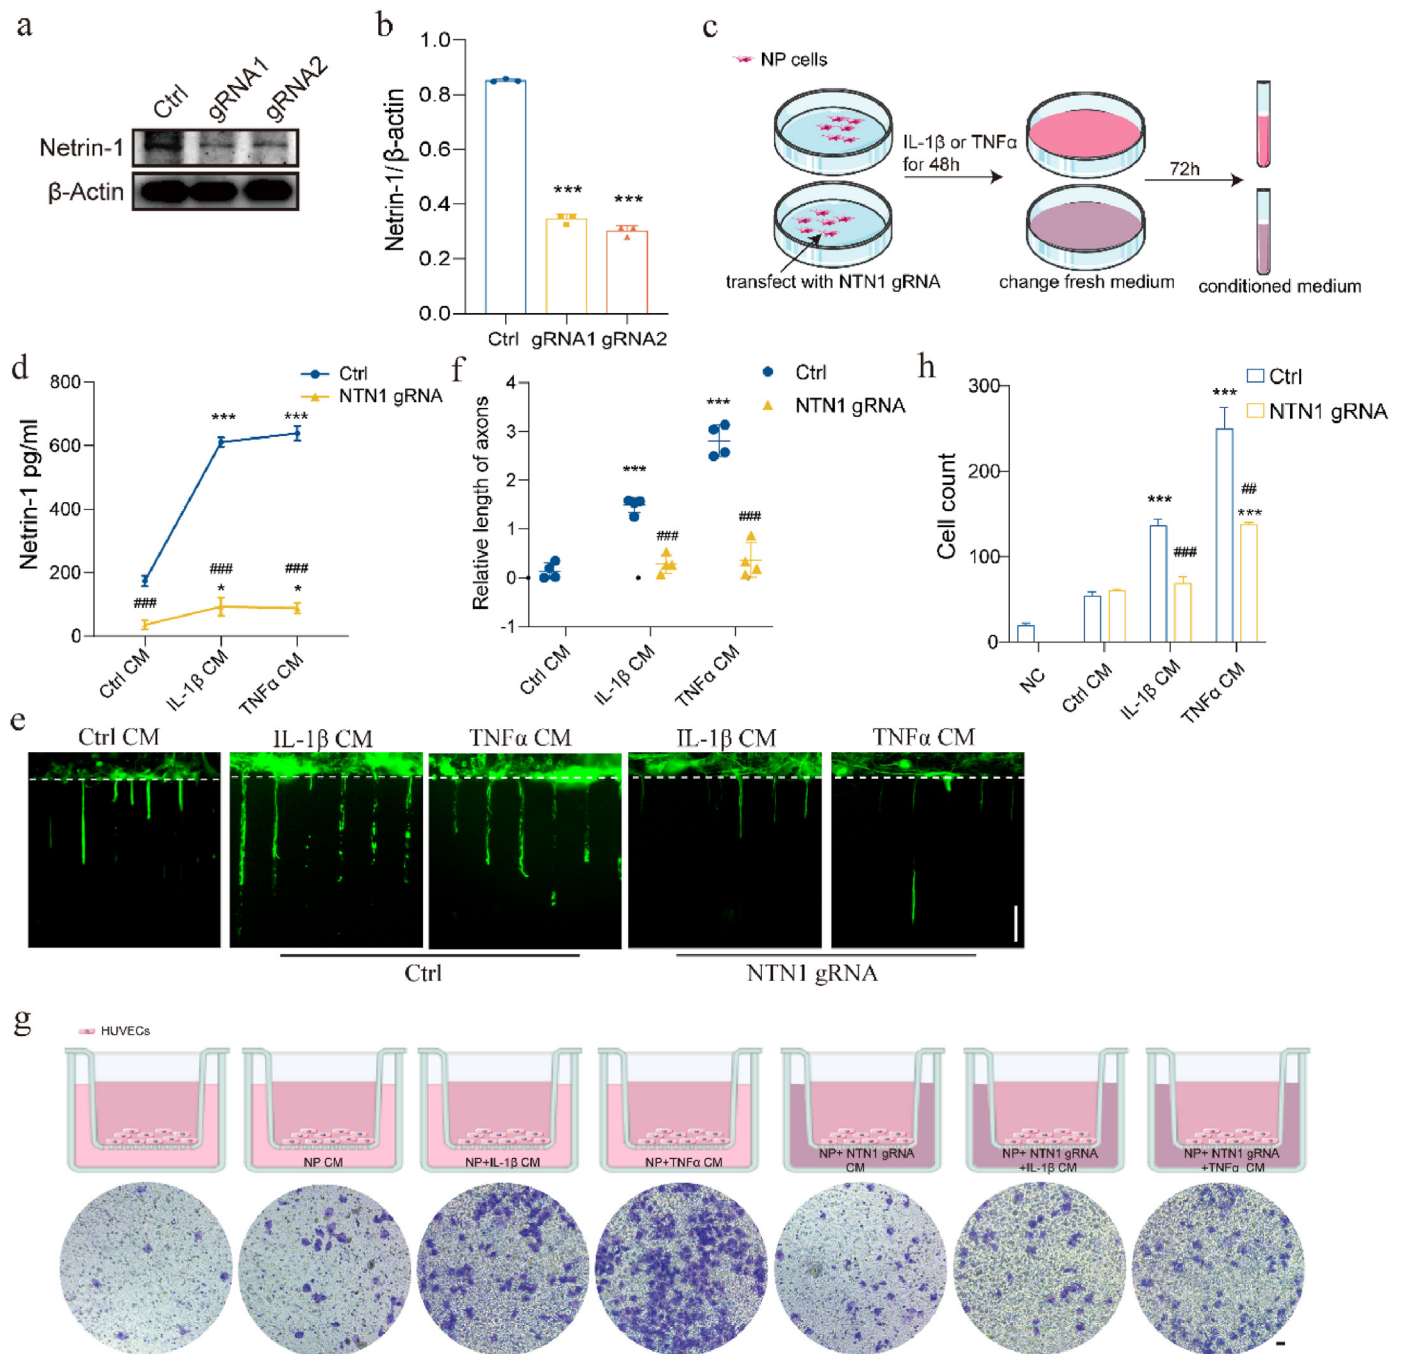 a
Ctrl
gRNA1
gRNA2
Netrin-1
β-Actin
b
Netrin-1/β-actin
1.0
0.8
0.6
0.4
0.2
0.0
***
***
Ctrl gRNA1 gRNA2
c
NP cells
IL-1β or TNFα
for 48h
72h
transfect with NTN1 gRNA
change fresh medium
conditioned medium
d
Netrin-1 pg/ml
800
600
400
200
0
Ctrl
NTN1 gRNA
*** ***
###
### *
### *
Ctrl CM
IL-1β CM
TNFα CM
f
Relative length of axons
4
3
2
1
0
-1
Ctrl
NTN1 gRNA
***
***
###
###
Ctrl CM
IL-1β CM
TNFα CM
h
Cell count
300
200
100
0
Ctrl
NTN1 gRNA
***
###
***
##
***
NC
Ctrl CM
IL-1β CM
TNFα CM
e
Ctrl CM
IL-1β CM
TNFα CM
IL-1β CM
TNFα CM
Ctrl
NTN1 gRNA
g
HUVECs
NP CM
NP+IL-1β CM
NP+TNFα CM
NP+ NTN1 gRNA
CM
NP+ NTN1 gRNA
+IL-1β CM
NP+ NTN1 gRNA
+TNFα CM